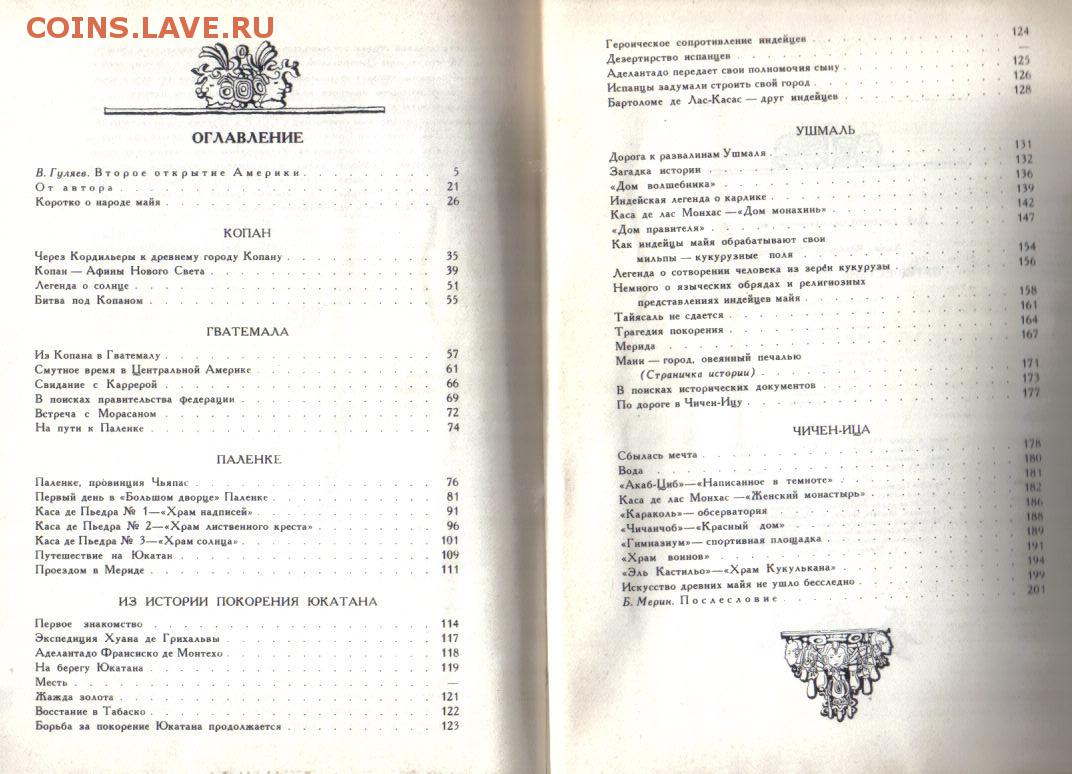 COINS.LAVE.RU
ОГЛАВЛЕНИЕ
В. Гуляев. Второе открытие Америки . . . 5
От автора . . . 21
Коротко о народе майя . . . 26
КОПАН
Через Кордильеры к древнему городу Копану . . . 35
Копан — Афины Нового Света . . . 39
Легенда о солнце . . . 51
Битва под Копаном . . . 55
ГВАТЕМАЛА
Из Копана в Гватемалу . . . 57
Смутное время в Центральной Америке . . . 61
Свидание с Каррерой . . . 66
В поисках правительства федерации . . . 69
Встреча с Морасаном . . . 72
На пути к Паленке . . . 74
ПАЛЕНКЕ
Паленке, провинция Чьяпас . . . 76
Первый день в «Большом дворце» Паленке . . . 81
Каса де Пьедра № 1—«Храм надписей» . . . 91
Каса де Пьедра № 2—«Храм лиственного креста» . . . 96
Каса де Пьедра № 3—«Храм солнца» . . . 101
Путешествие на Юкатан . . . 109
Проездом в Мериде . . . 111
ИЗ ИСТОРИИ ПОКОРЕНИЯ ЮКАТАНА
Первое знакомство . . . 114
Экспедиция Хуана де Грихальвы . . . 117
Аделантадо Франсиско де Монтехо . . . 118
На берегу Юкатана . . . 119
Месть . . . —
Жажда золота . . . 121
Восстание в Табаско . . . 122
Борьба за покорение Юкатана продолжается . . . 123
Героическое сопротивление индейцев . . . 124
Дезертирство испанцев . . . —
Аделантадо передает свои полномочия сыну . . . 125
Испанцы задумали строить свой город . . . 126
Бартоломе де Лас-Касас — друг индейцев . . . 128
УШМАЛЬ
Дорога к развалинам Ушмаля . . . 131
Загадка истории . . . 132
«Дом волшебника» . . . 136
Индейская легенда о карлике . . . 139
Каса де лас Монхас —«Дом монахинь» . . . 142
«Дом правителя» . . . 147
Как индейцы майя обрабатывают свои
мильпы — кукурузные поля . . . 154
Легенда о сотворении человека из зерен кукурузы . . . 156
Немного о языческих обрядах и религиозных
представлениях индейцев майя . . . 158
Тайясаль не сдается . . . 161
Трагедия покорения . . . 164
Мерида . . . 167
Мани — город, овеянный печалью
(Страничка истории) . . . 171
В поисках исторических документов . . . 173
По дороге в Чичен-Ицу . . . 177
ЧИЧЕН-ИЦА
Сбылась мечта . . . 178
Вода . . . 180
«Акаб-Циб»—«Написанное в темноте» . . . 181
Каса де лас Монхас —«Женский монастырь» . . . 182
«Караколь»— обсерватория . . . 186
«Чичанчоб»—«Красный дом» . . . 188
«Гимназиум»— спортивная площадка . . . 189
«Храм воинов» . . . 191
«Эль Кастильо»—«Храм Кукулькана» . . . 194
Искусство древних майя не ушло бесследно . . . 199
Б. Мерин. Послесловие . . . 201